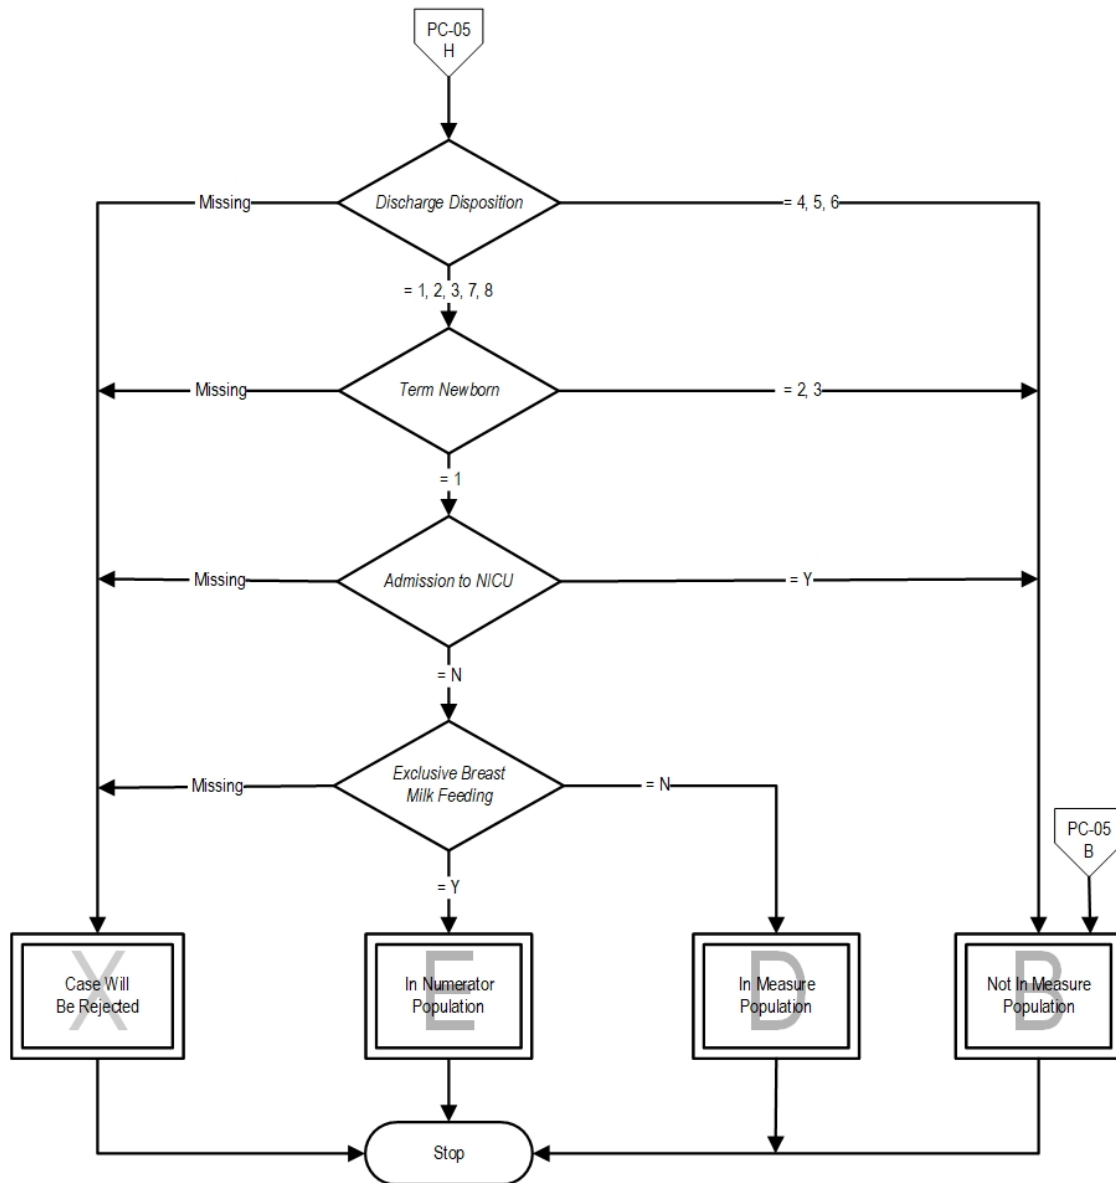 PC-05
H
Missing
Discharge Disposition
= 4, 5, 6
= 1, 2, 3, 7, 8
Missing
Term Newborn
= 2, 3
= 1
Missing
Admission to NICU
= Y
= N
Missing
Exclusive Breast
Milk Feeding
= N
PC-05
B
= Y
X
Case Will
Be Rejected
E
In Numerator
Population
D
In Measure
Population
B
Not In Measure
Population
Stop